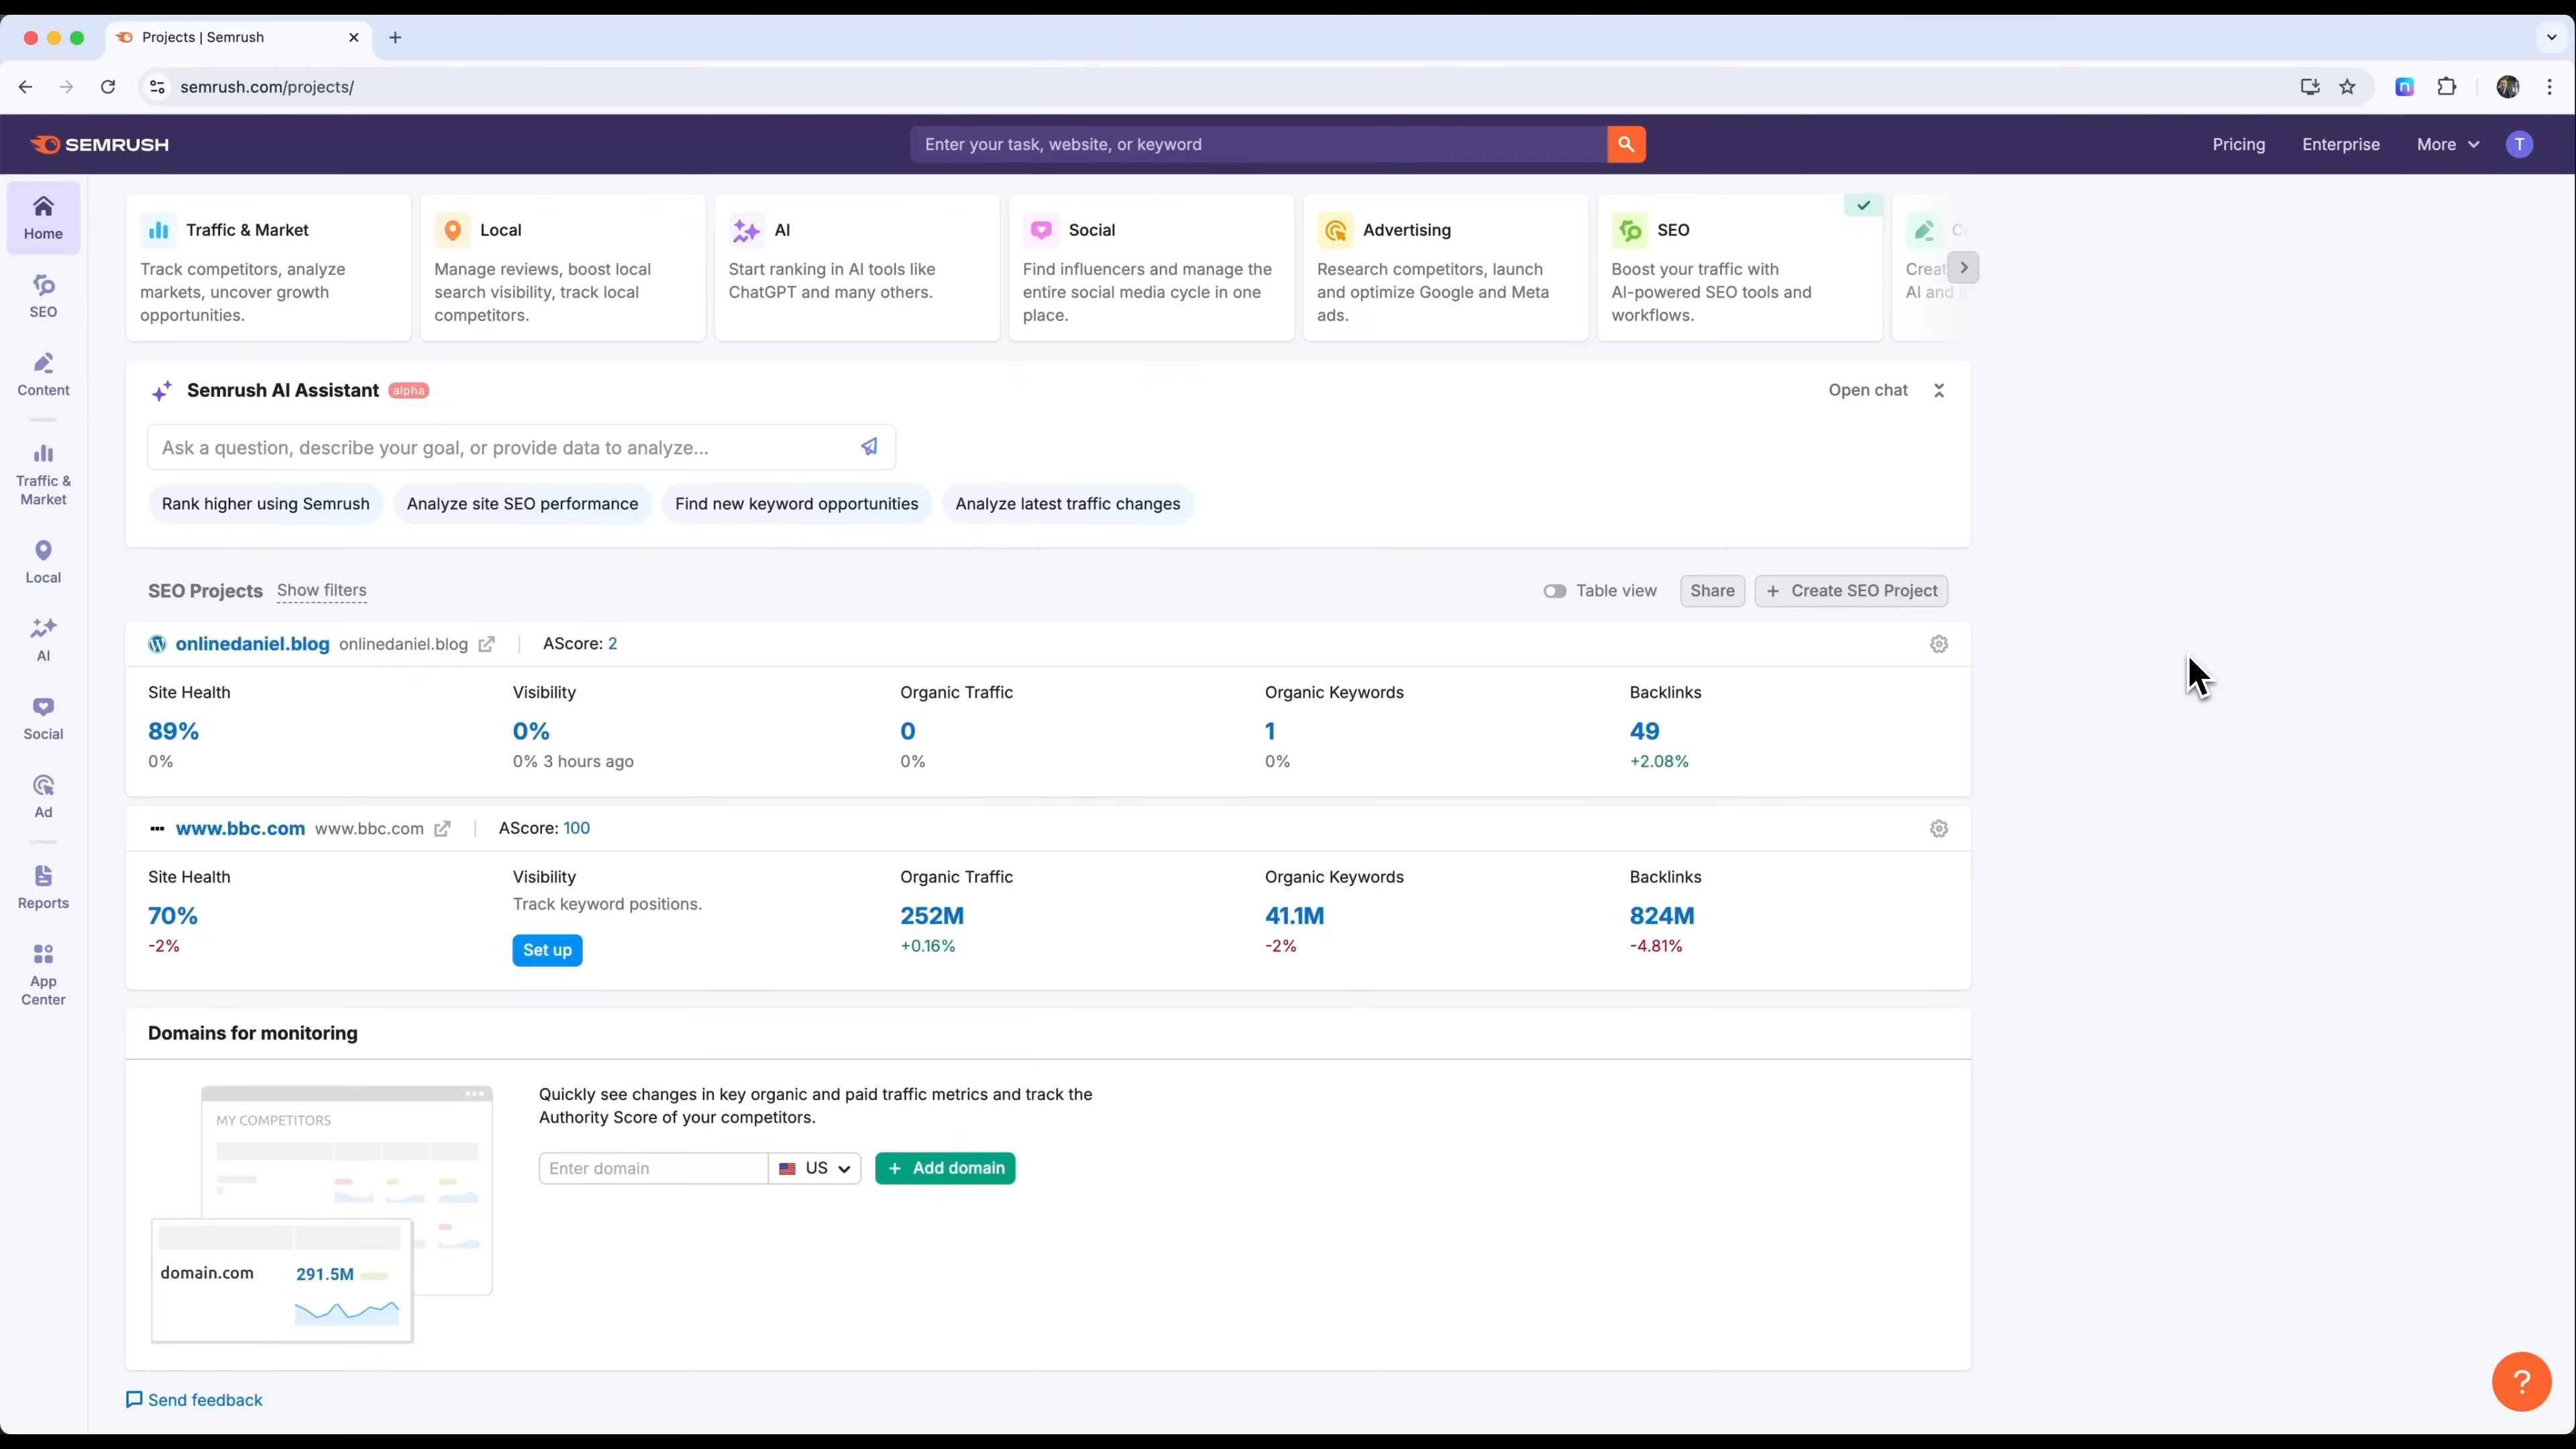 Projects | Semrush
semrush.com/projects/
SEMRUSH
Enter your task, website, or keyword
Pricing
Enterprise
More
T
Home
SEO
Content
Traffic &
Market
Local
AI
Social
Ad
Reports
App
Center
Traffic & Market
Track competitors, analyze
markets, uncover growth
opportunities.
Local
Manage reviews, boost local
search visibility, track local
competitors.
AI
Start ranking in AI tools like
ChatGPT and many others.
Social
Find influencers and manage the
entire social media cycle in one
place.
Advertising
Research competitors, launch
and optimize Google and Meta
ads.
SEO
Boost your traffic with
AI-powered SEO tools and
workflows.
AI and
Semrush AI Assistant alpha
Open chat
Ask a question, describe your goal, or provide data to analyze...
Rank higher using Semrush
Analyze site SEO performance
Find new keyword opportunities
Analyze latest traffic changes
SEO Projects Show filters
Table view
Share
+ Create SEO Project
onlinedaniel.blog onlinedaniel.blog AScore: 2
Site Health
89%
0%
Visibility
0%
0% 3 hours ago
Organic Traffic
0
0%
Organic Keywords
1
0%
Backlinks
49
+2.08%
www.bbc.com www.bbc.com AScore: 100
Site Health
70%
-2%
Visibility
Track keyword positions.
Set up
Organic Traffic
252M
+0.16%
Organic Keywords
41.1M
-2%
Backlinks
824M
-4.81%
Domains for monitoring
MY COMPETITORS
domain.com 291.5M
Quickly see changes in key organic and paid traffic metrics and track the
Authority Score of your competitors.
Enter domain
US
+ Add domain
Send feedback
?